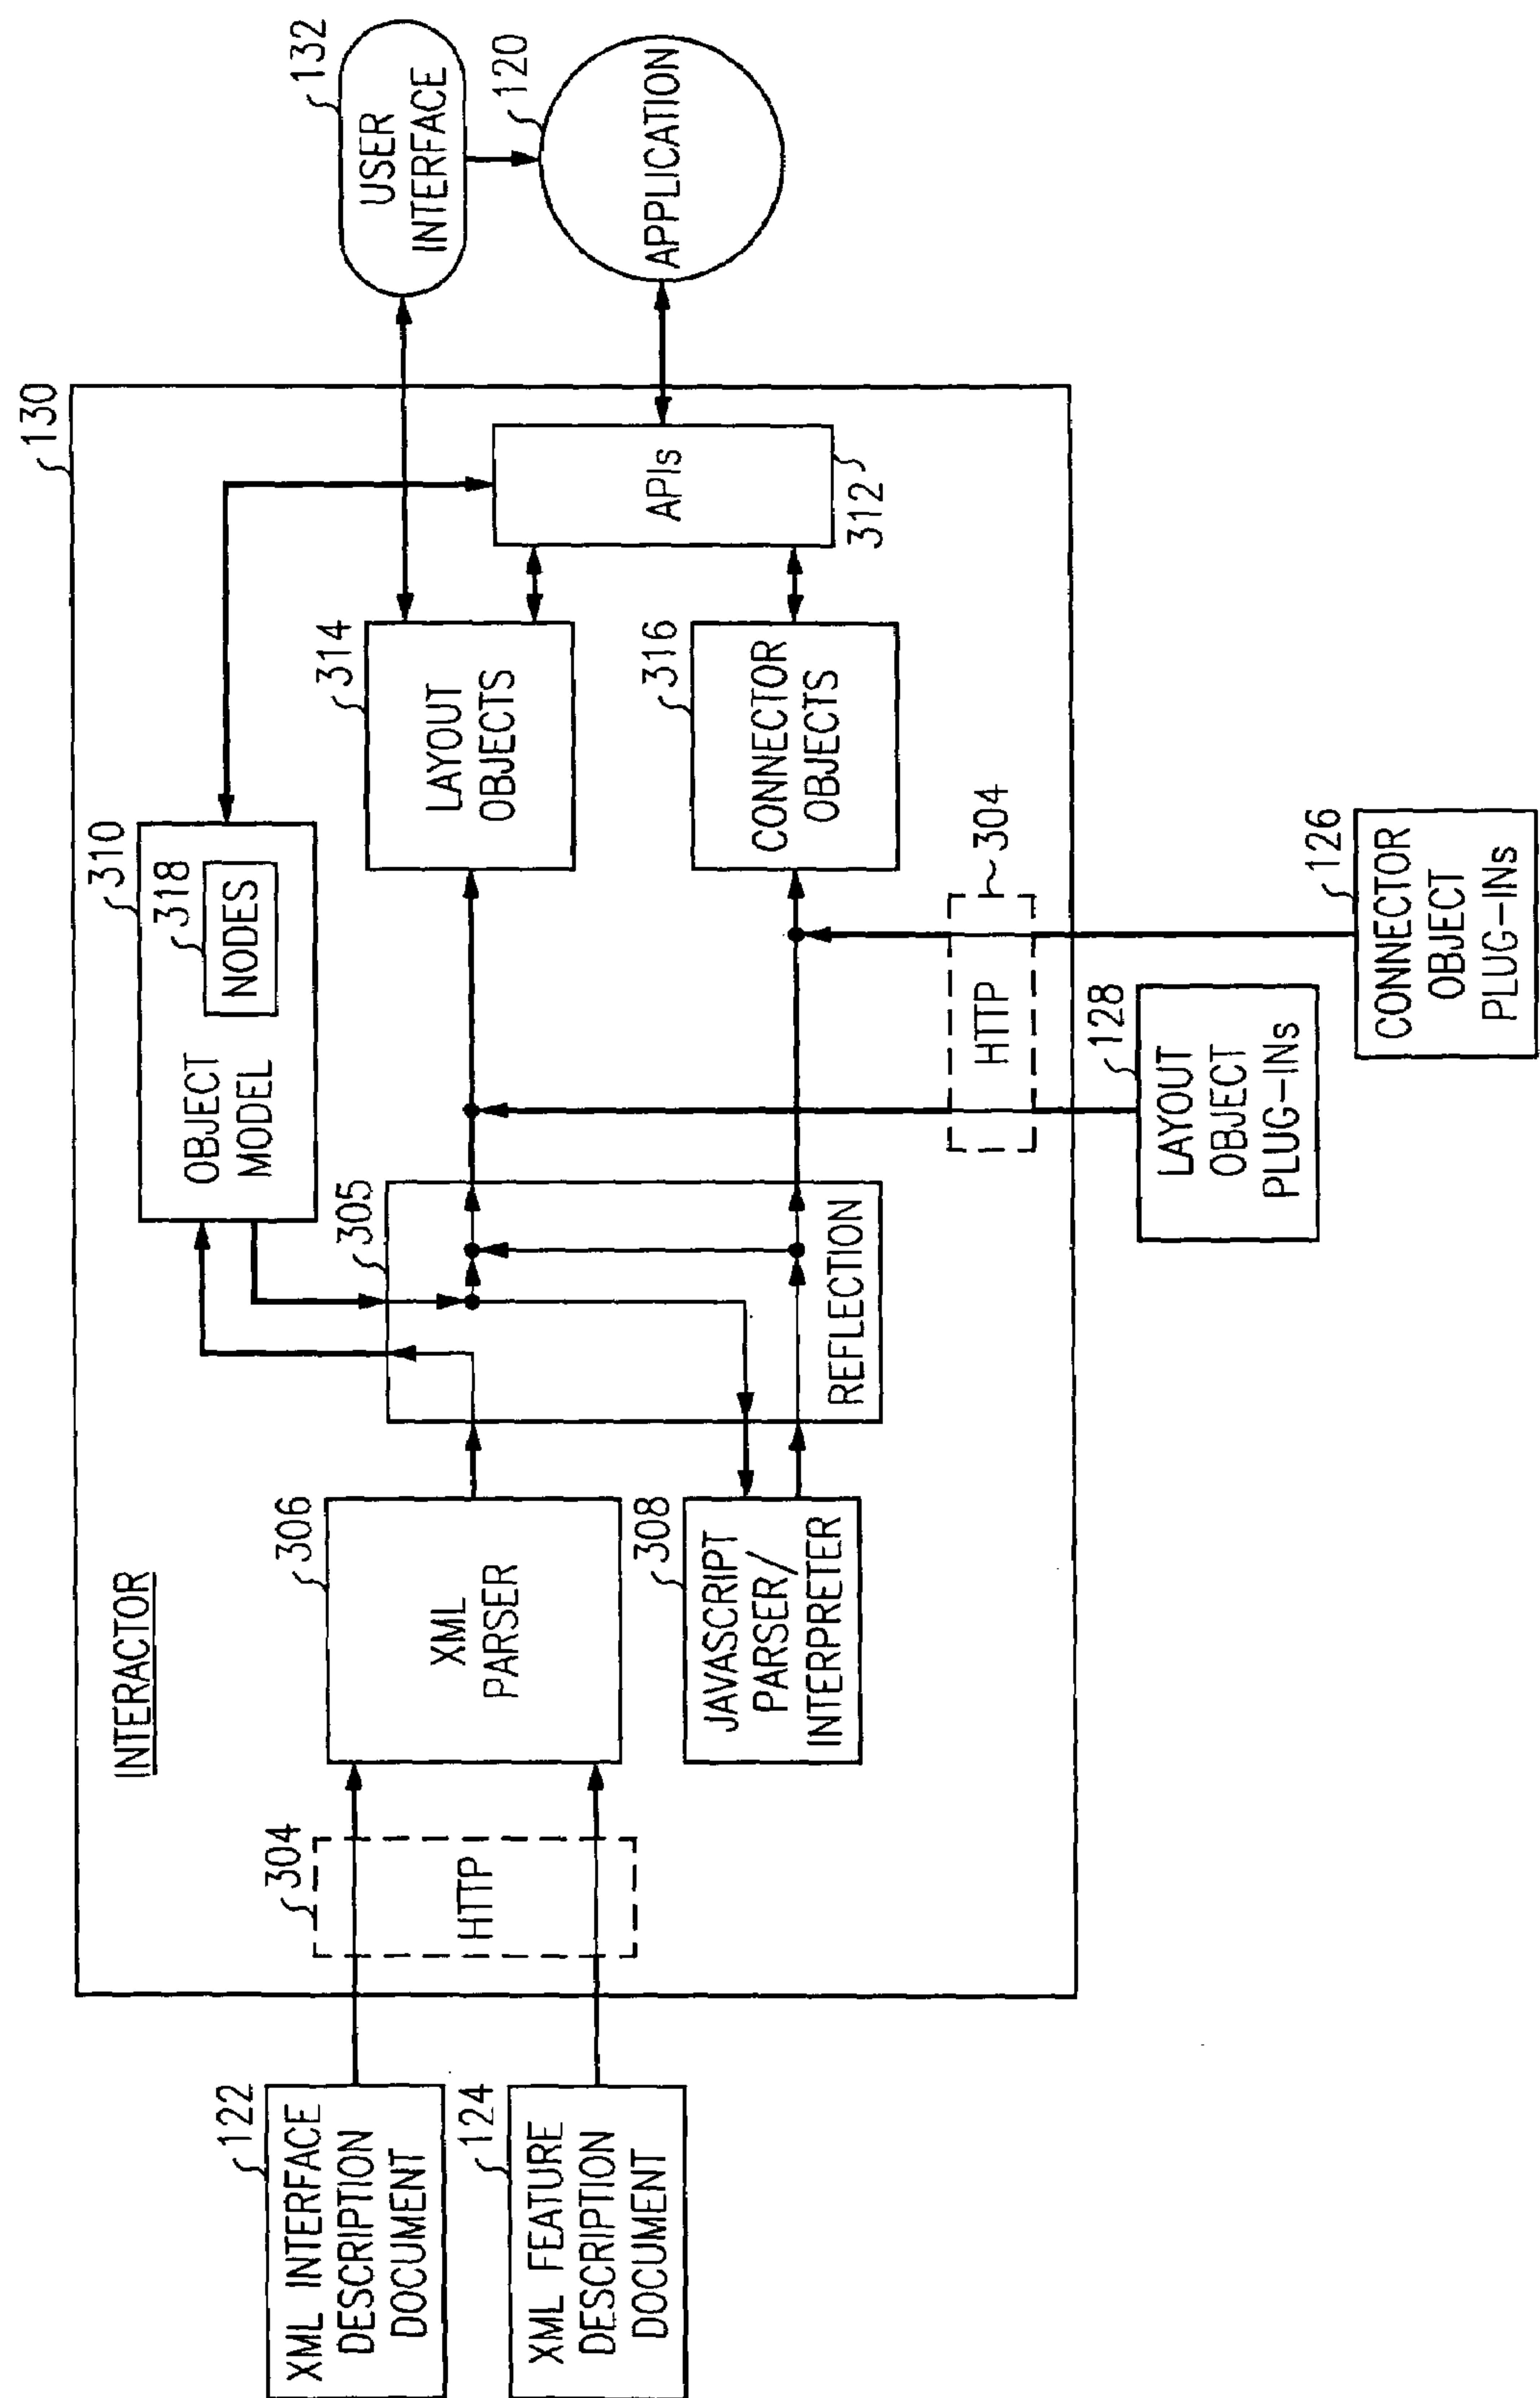 130
INTERACTOR
122
XML INTERFACE
DESCRIPTION
DOCUMENT
124
XML FEATURE
DESCRIPTION
DOCUMENT
304
HTTP
306
XML
PARSER
308
JAVASCRIPT
PARSER/
INTERPRETER
305
REFLECTION
310
318
NODES
OBJECT
MODEL
314
LAYOUT
OBJECTS
316
CONNECTOR
OBJECTS
312
APIs
132
USER
INTERFACE
120
APPLICATION
304
HTTP
128
LAYOUT
OBJECT
PLUG-INs
126
CONNECTOR
OBJECT
PLUG-INs